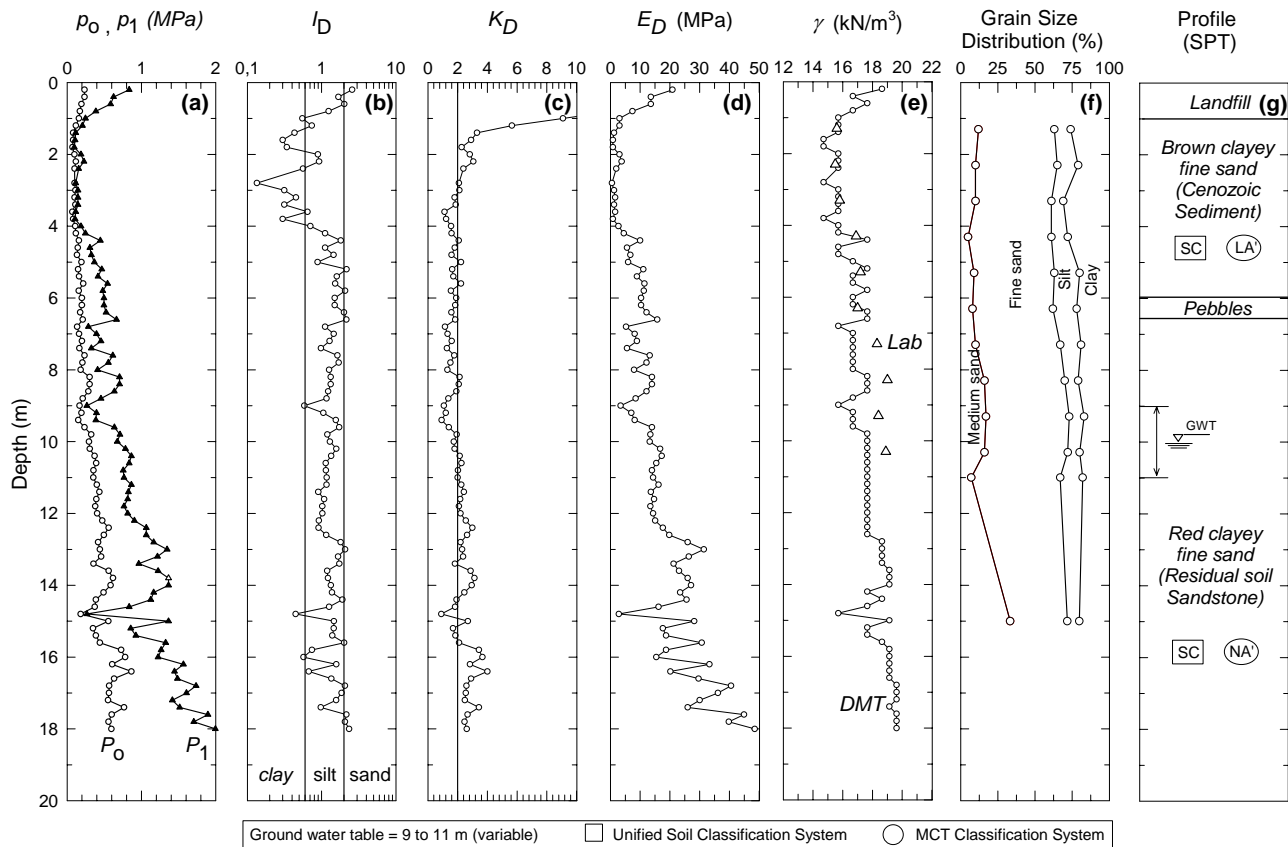 p₀ , p₁ (MPa)
I_D
K_D
E_D (MPa)
γ (kN/m³)
Grain Size
Distribution (%)
Profile
(SPT)
0 1 2
0,1 1 10
0 2 4 6 8 10
0 10 20 30 40 50
12 14 16 18 20 22
0 25 50 75 100
(a)
(b)
(c)
(d)
(e)
(f)
(g)
Depth (m)
0
2
4
6
8
10
12
14
16
18
20
P₀
P₁
clay
silt
sand
Lab
DMT
Medium sand
Fine sand
Silt
Clay
Landfill
Brown clayey
fine sand
(Cenozoic
Sediment)
SC
LA'
Pebbles
GWT
Red clayey
fine sand
(Residual soil
Sandstone)
SC
NA'
Ground water table = 9 to 11 m (variable)
Unified Soil Classification System
MCT Classification System